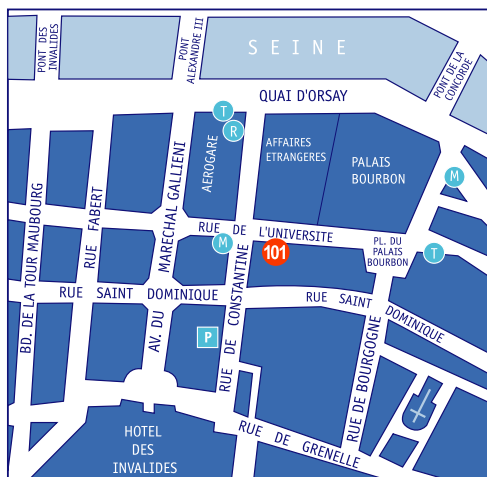 PONT DES
INVALIDES
PONT
ALEXANDRE III
SEINE
PONT DE LA
CONCORDE
QUAI D'ORSAY
T
R
AEROGARE
AFFAIRES
ETRANGERES
PALAIS
BOURBON
M
BD. DE LA TOUR MAUBOURG
RUE FABERT
AV. DU MARECHAL GALLIENI
RUE DE L'UNIVERSITE
M
101
PL. DU
PALAIS
BOURBON
T
RUE SAINT DOMINIQUE
RUE SAINT DOMINIQUE
RUE DE CONSTANTINE
P
RUE DE BOURGOGNE
RUE DE GRENELLE
HOTEL
DES
INVALIDES